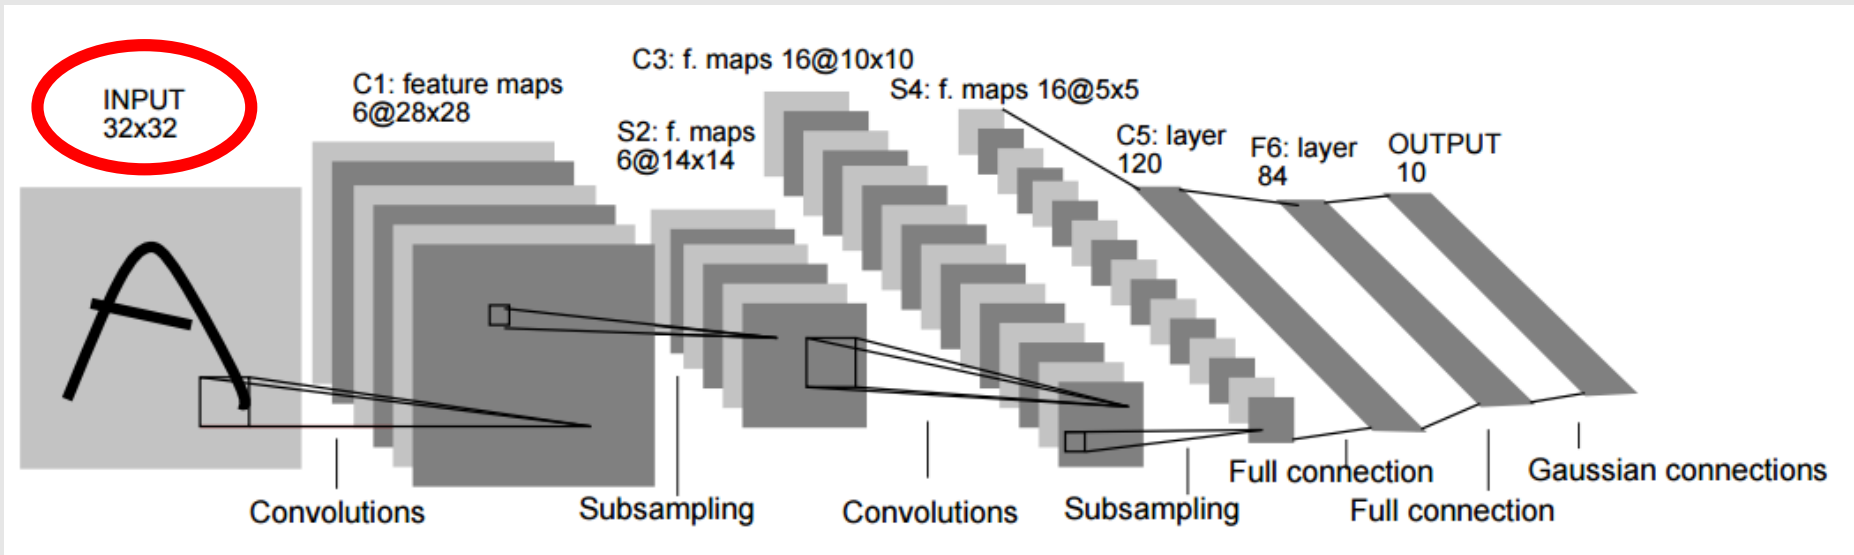 INPUT
32x32
C1: feature maps
6@28x28
S2: f. maps
6@14x14
C3: f. maps 16@10x10
S4: f. maps 16@5x5
C5: layer
120
F6: layer
84
OUTPUT
10
A
Convolutions
Subsampling
Convolutions
Subsampling
Full connection
Full connection
Gaussian connections